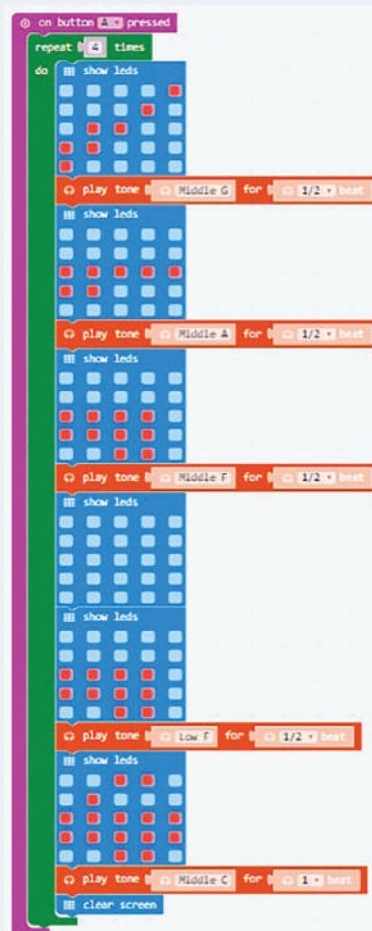 on button A pressed
repeat 4 times
do show leds
play tone Middle G for 1/2 beat
show leds
play tone Middle A for 1/2 beat
show leds
play tone Middle F for 1/2 beat
show leds
show leds
play tone Low F for 1/2 beat
show leds
play tone Middle C for 1 beat
clear screen